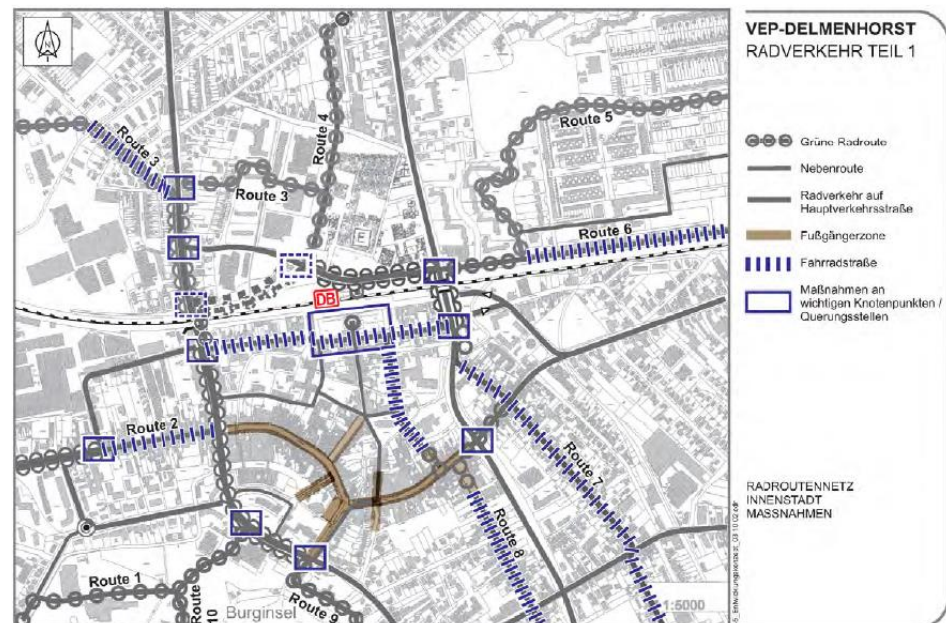 VEP-DELMENHORST
RADVERKEHR TEIL 1
N
Route 3
Route 4
Route 5
Route 3
Route 6
E
DB
Route 2
Route 7
Route 8
Route 1
Route 10
Burginsel
Route 9
1:5000
Grüne Radroute
Nebenroute
Radverkehr auf
Hauptverkehrsstraße
Fußgängerzone
Fahrradstraße
Maßnahmen an
wichtigen Knotenpunkten /
Querungsstellen
RADROUTENNETZ
INNENSTADT
MASSNAHMEN